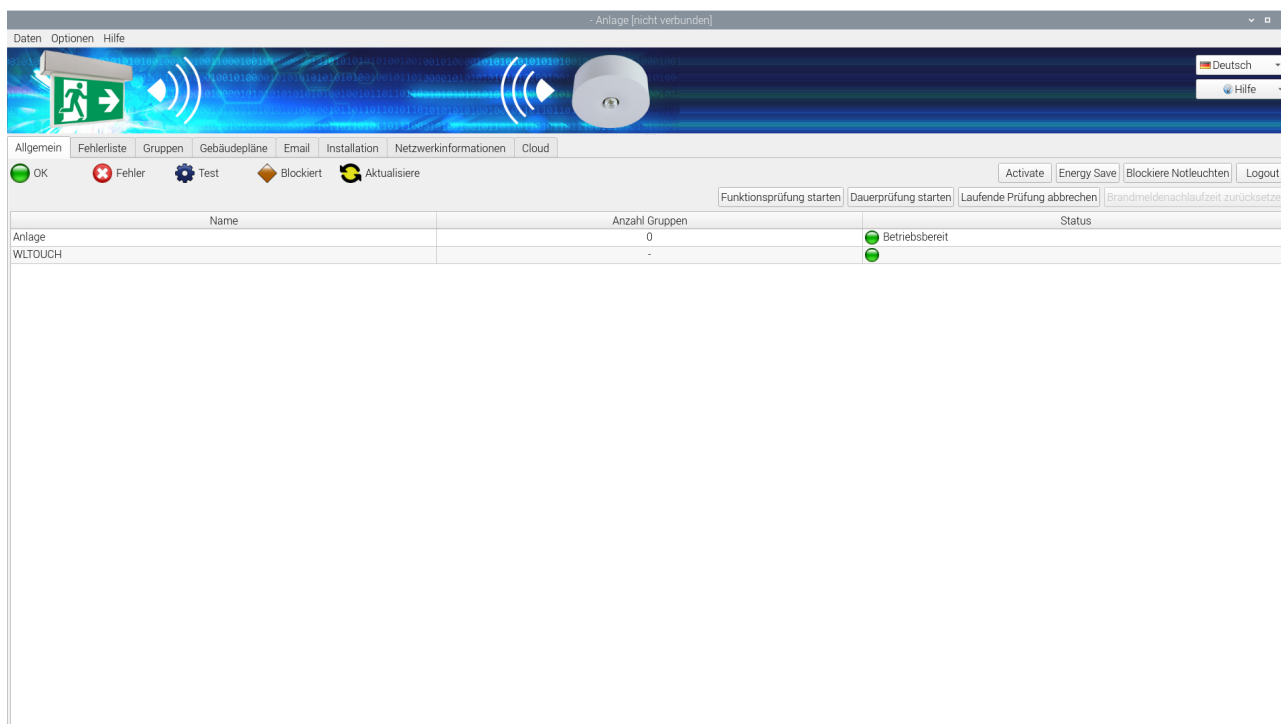 - Anlage [nicht verbunden]
Daten Optionen Hilfe
Deutsch
Hilfe
Allgemein Fehlerliste Gruppen Gebäudepläne Email Installation Netzwerkinformationen Cloud
OK Fehler Test Blockiert Aktualisiere
Activate Energy Save Blockiere Notleuchten Logout
Funktionsprüfung starten Dauerprüfung starten Laufende Prüfung abbrechen Brandmeldenachlaufzeit zurücksetze
Name Anzahl Gruppen Status
Anlage 0 Betriebsbereit
WLTOUCH -